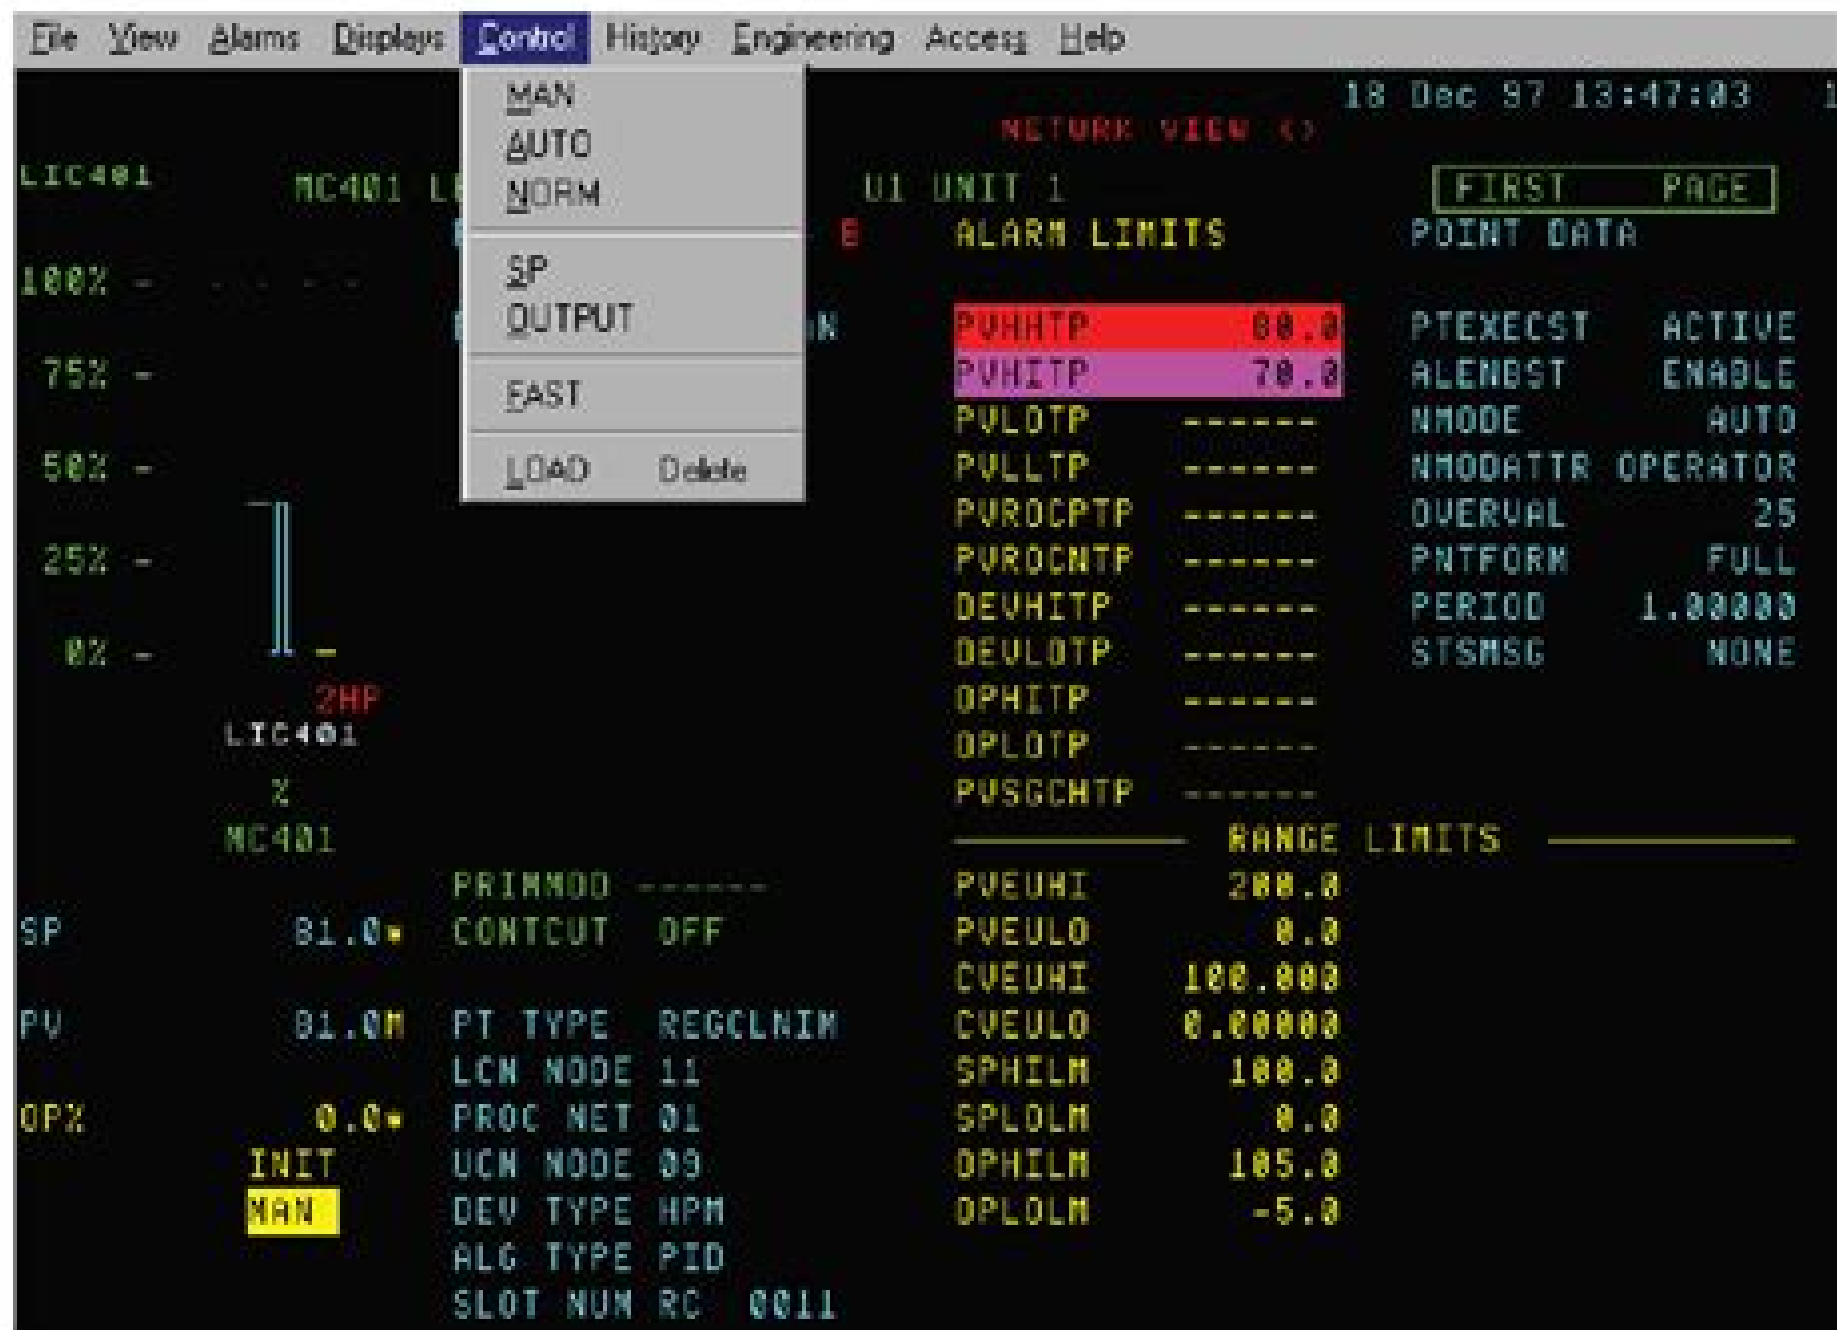 File View Alarms Displays Control History Engineering Access Help
MAN
AUTO
NORM
SP
OUTPUT
FAST
LOAD Delete
18 Dec 97 13:47:03 1
NETWRK VIEW <>
LIC401 MC401 U1 UNIT 1 FIRST PAGE
B ALARM LIMITS POINT DATA
100% -
75% -
50% -
25% -
0% -
2HP
LIC401
%
MC401
SP 81.0*
PV 81.0M
OP% 0.0*
INIT
MAN
PRIMMOD ------
CONTCUT OFF
PT TYPE REGCLNIM
LCN NODE 11
PROC NET 01
UCN NODE 09
DEV TYPE HPM
ALG TYPE PID
SLOT NUM RC 0011
PVHHTP 80.0
PVHITP 70.0
PVLOTP ------
PVLLTP ------
PVROCPTP ------
PVROCNTP ------
DEVHITP ------
DEVLOTP ------
OPHITP ------
OPLOTP ------
PVSGCHTP ------
RANGE LIMITS
PVEUHI 200.0
PVEULO 0.0
CVEUHI 100.000
CVEULO 0.00000
SPHILM 100.0
SPLOLM 0.0
OPHILM 105.0
OPLOLM -5.0
PTEXECST ACTIVE
ALENBST ENABLE
NMODE AUTO
NMODATTR OPERATOR
OVERVAL 25
PNTFORM FULL
PERIOD 1.00000
STSMSG NONE